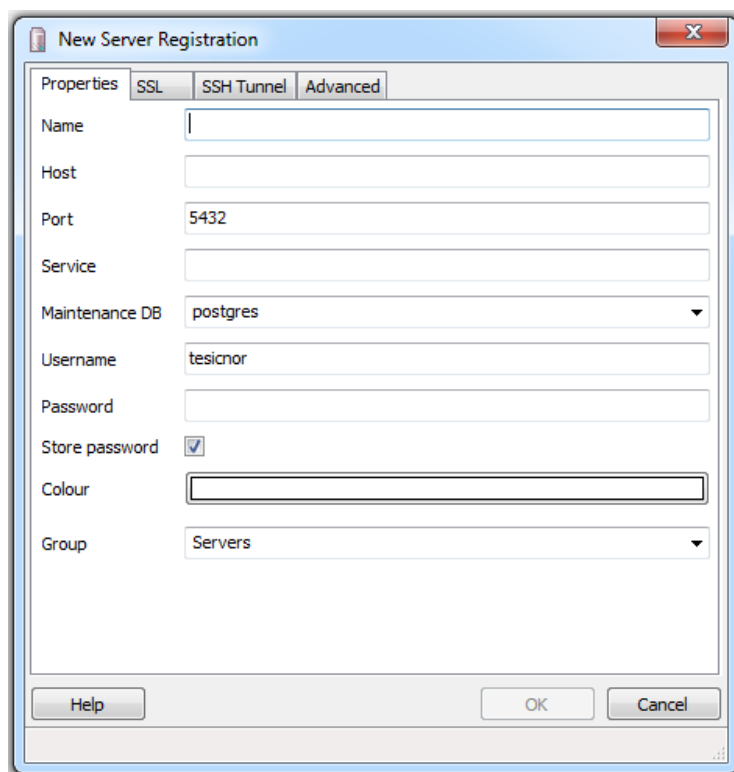 New Server Registration
Properties SSL SSH Tunnel Advanced
Name
Host
Port 5432
Service
Maintenance DB postgres
Username tesicnor
Password
Store password
Colour
Group Servers
Help OK Cancel